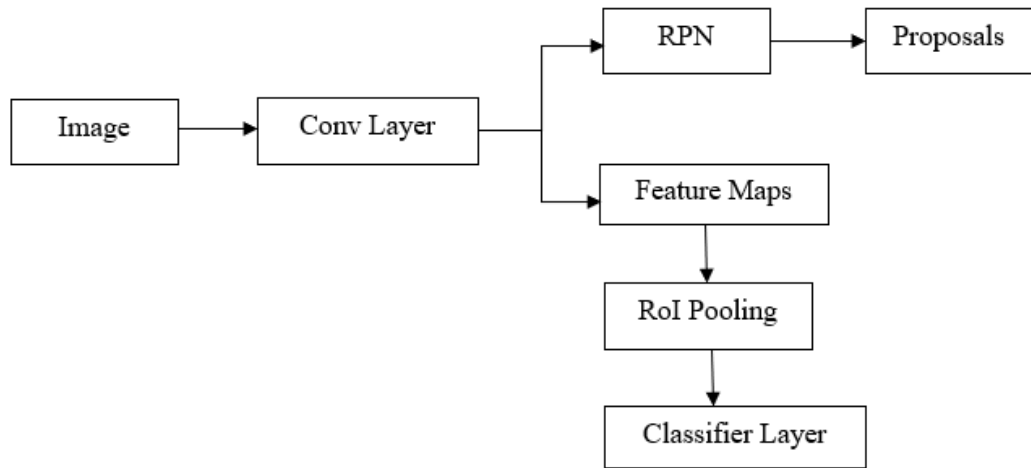 RPN
Proposals
Image
Conv Layer
Feature Maps
RoI Pooling
Classifier Layer